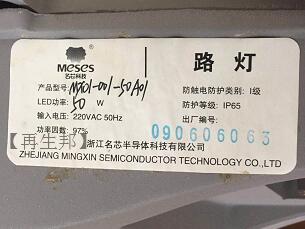 MeSeS
名芯科技
路灯
产品型号:
LED功率: 50 W
输入电压: 220VAC 50Hz
功率因数: 97%
防触电防护类别: I级
防护等级: IP65
出厂编号:
090606063
【再生邦】
浙江名芯半导体科技有限公司
ZHEJIANG MINGXIN SEMICONDUCTOR TECHNOLOGY CO.,LTD